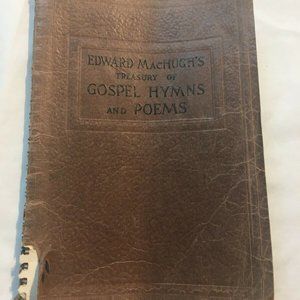 EDWARD MACHUGH'S
TREASURY OF
GOSPEL HYMNS
AND POEMS